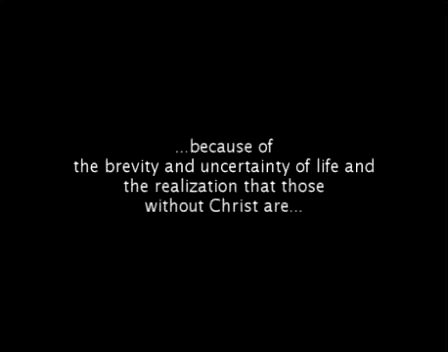 ...because of
the brevity and uncertainty of life and
the realization that those
without Christ are...